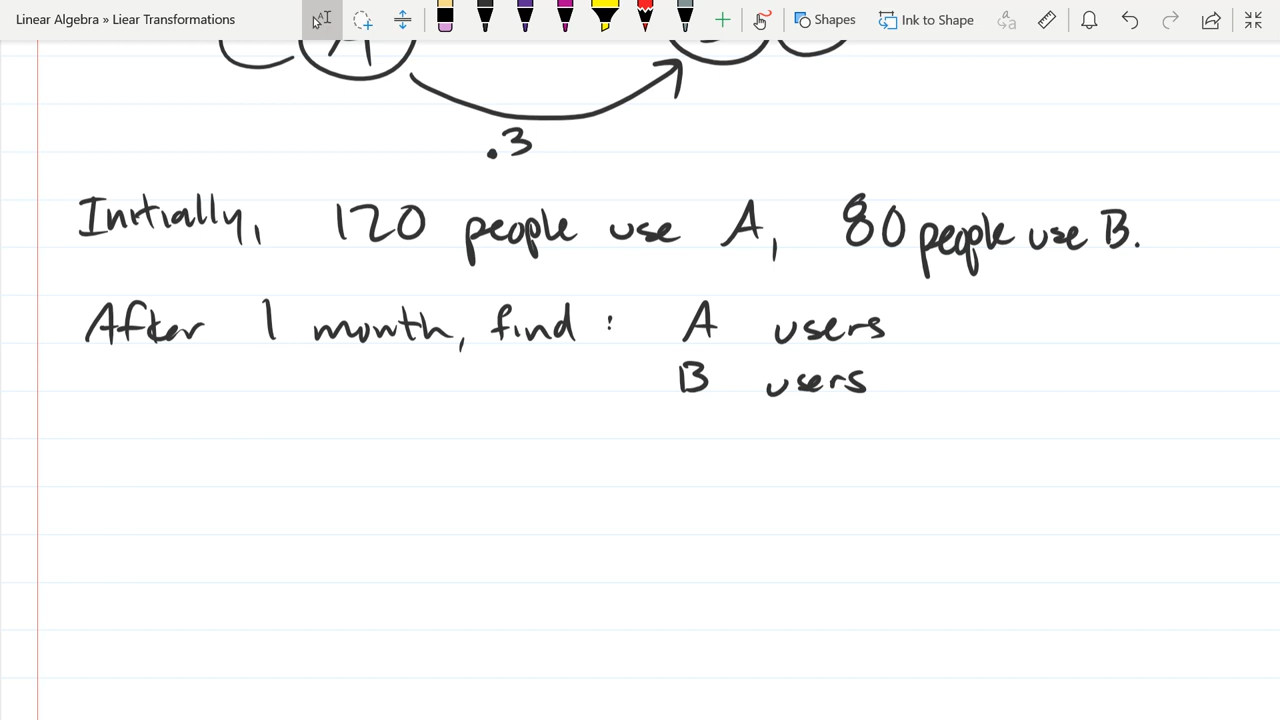 Linear Algebra » Liear Transformations
Shapes
Ink to Shape
A
.3
Initially, 120 people use A, 80 people use B.
After 1 month, find: A users
B users